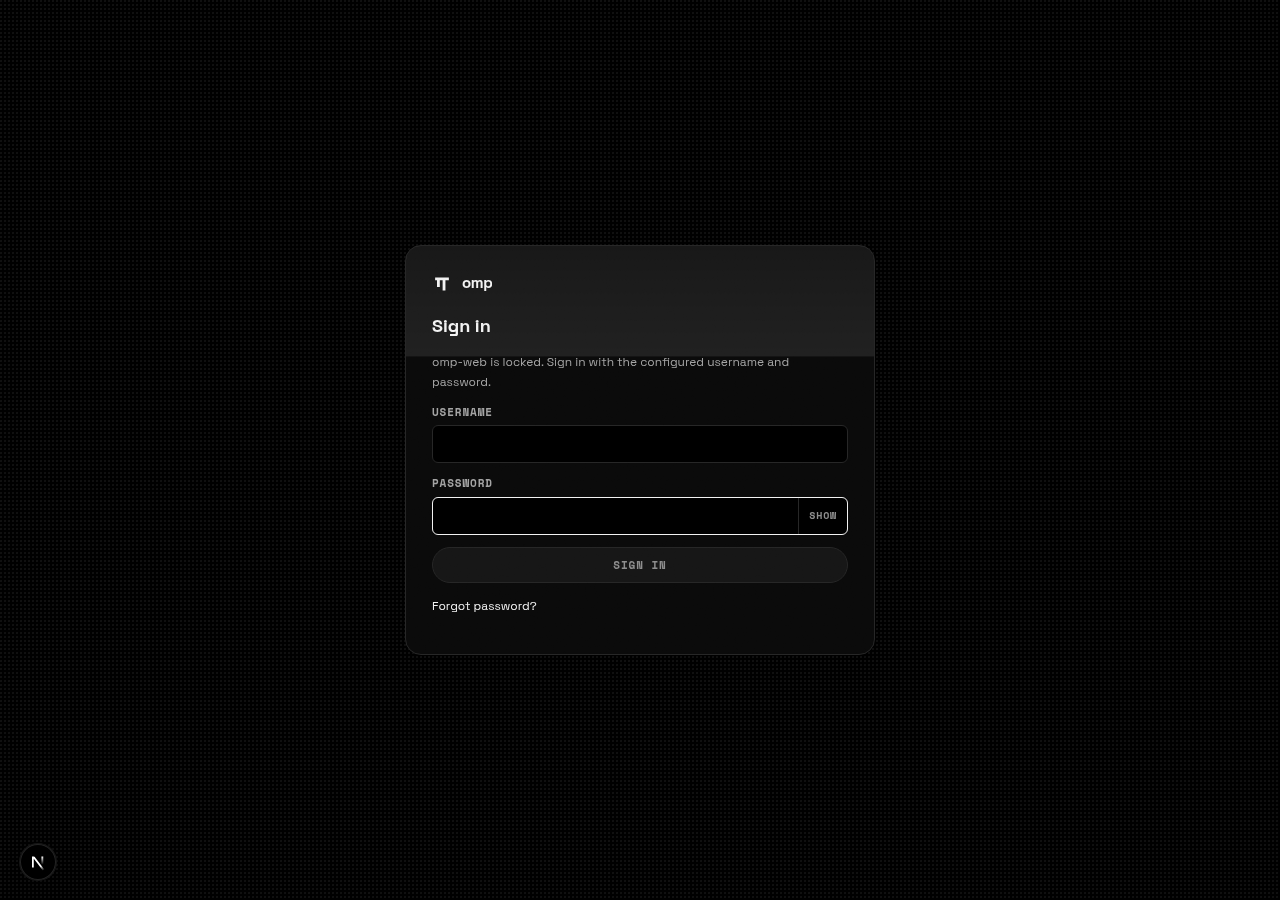 omp
Sign in
omp-web is locked. Sign in with the configured username and
password.
USERNAME
PASSWORD
SHOW
SIGN IN
Forgot password?
N